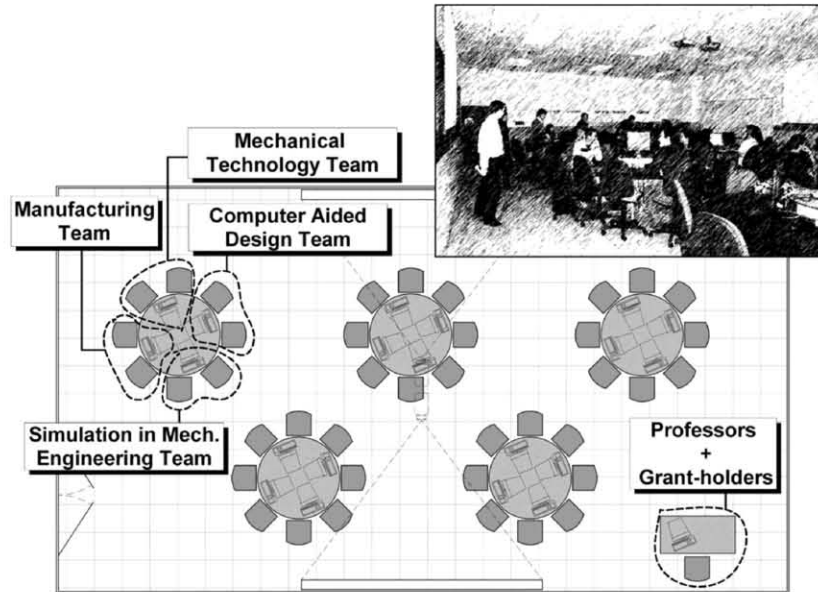 Mechanical
Technology Team
Manufacturing
Team
Computer Aided
Design Team
Simulation in Mech.
Engineering Team
Professors
+
Grant-holders